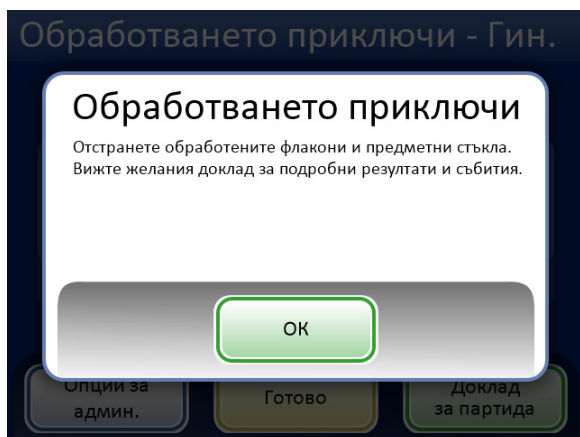 Обработването приключи - Гин.
Обработването приключи
Отстранете обработените флакони и предметни стъкла.
Вижте желания доклад за подробни резултати и събития.
ОК
Опции за
админ.
Готово
Доклад
за партида